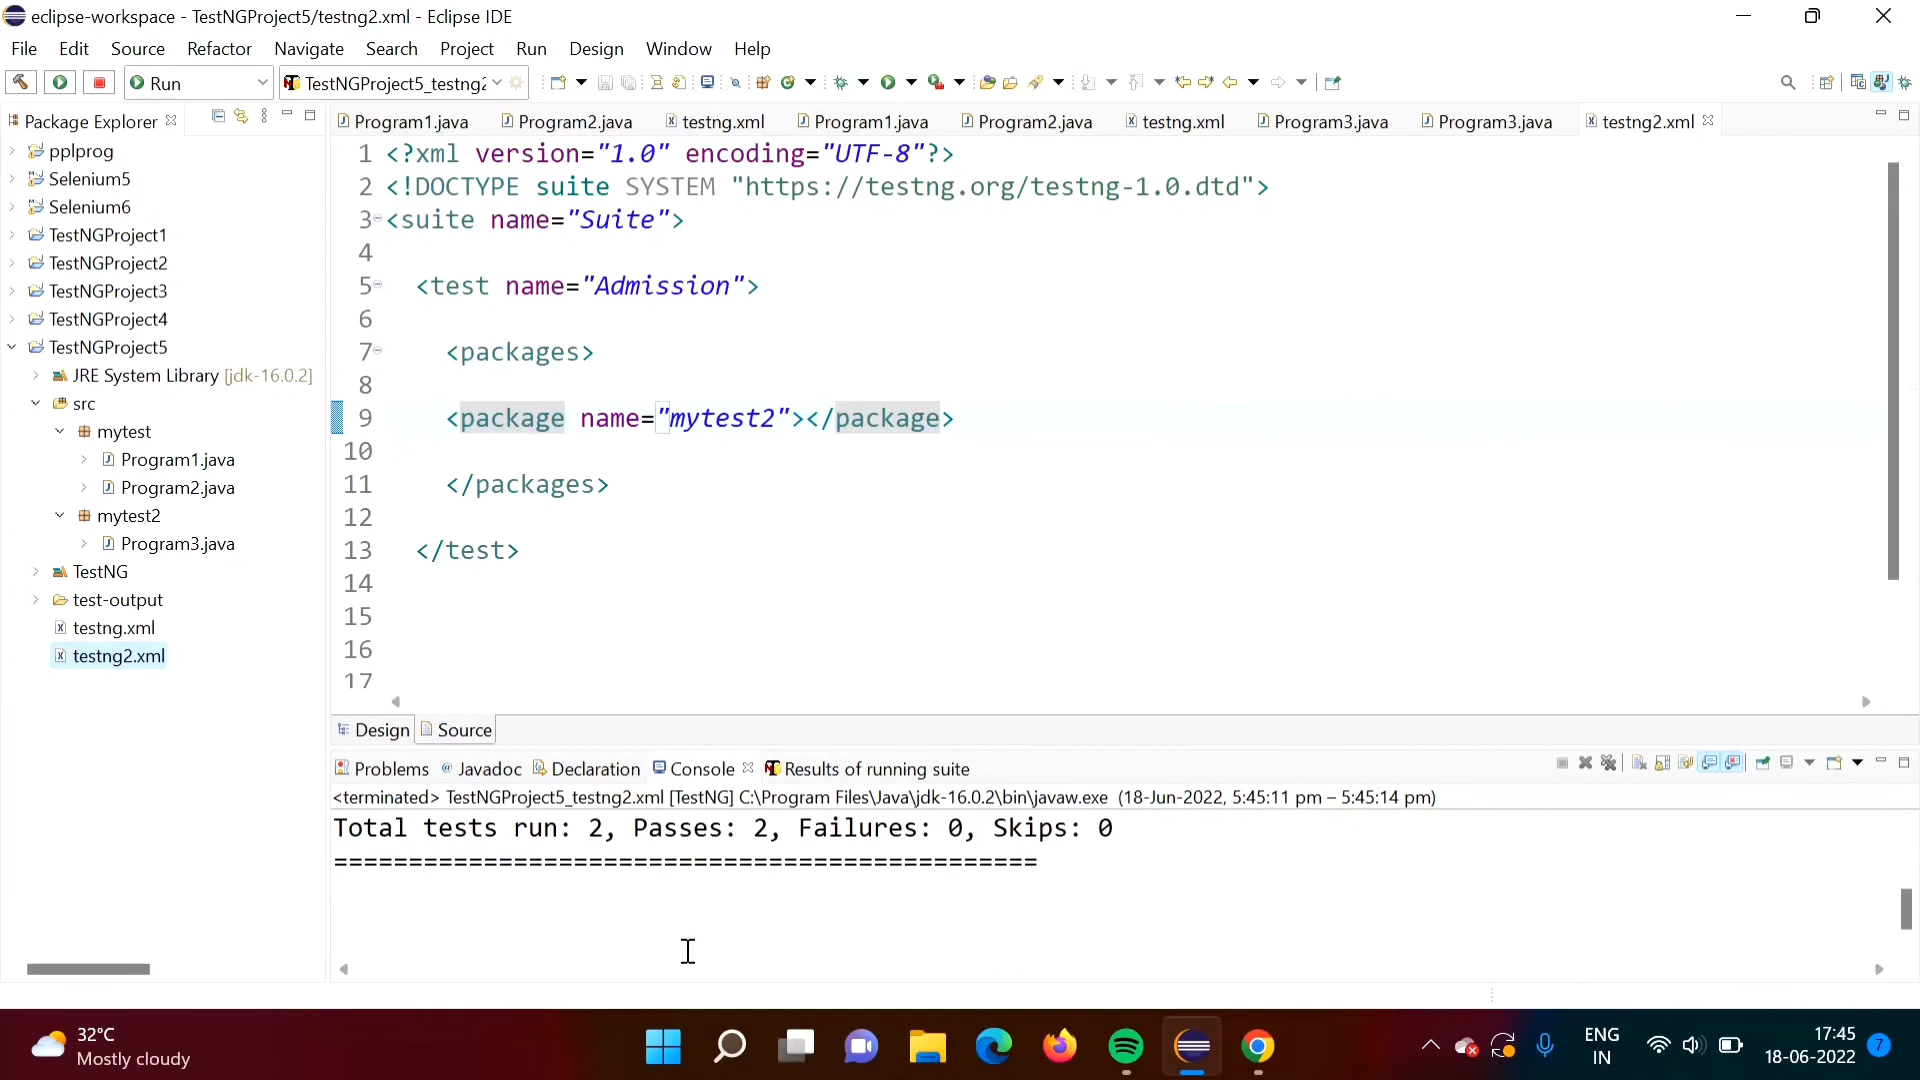 eclipse-workspace - TestNGProject5/testng2.xml - Eclipse IDE
File Edit Source Refactor Navigate Search Project Run Design Window Help
Run TestNGProject5_testng2
Package Explorer
pplprog
Selenium5
Selenium6
TestNGProject1
TestNGProject2
TestNGProject3
TestNGProject4
TestNGProject5
JRE System Library [jdk-16.0.2]
src
mytest
Program1.java
Program2.java
mytest2
Program3.java
TestNG
test-output
testng.xml
testng2.xml
Program1.java Program2.java testng.xml Program1.java Program2.java testng.xml Program3.java Program3.java testng2.xml
1 <?xml version="1.0" encoding="UTF-8"?>
2 <!DOCTYPE suite SYSTEM "https://testng.org/testng-1.0.dtd">
3 <suite name="Suite">
4
5 <test name="Admission">
6
7 <packages>
8
9 <package name="mytest2"></package>
10
11 </packages>
12
13 </test>
14
15
16
17
Design Source
Problems @ Javadoc Declaration Console Results of running suite
<terminated> TestNGProject5_testng2.xml [TestNG] C:\Program Files\Java\jdk-16.0.2\bin\javaw.exe (18-Jun-2022, 5:45:11 pm – 5:45:14 pm)
Total tests run: 2, Passes: 2, Failures: 0, Skips: 0
===============================================
32°C
Mostly cloudy
ENG
IN
17:45
18-06-2022
7